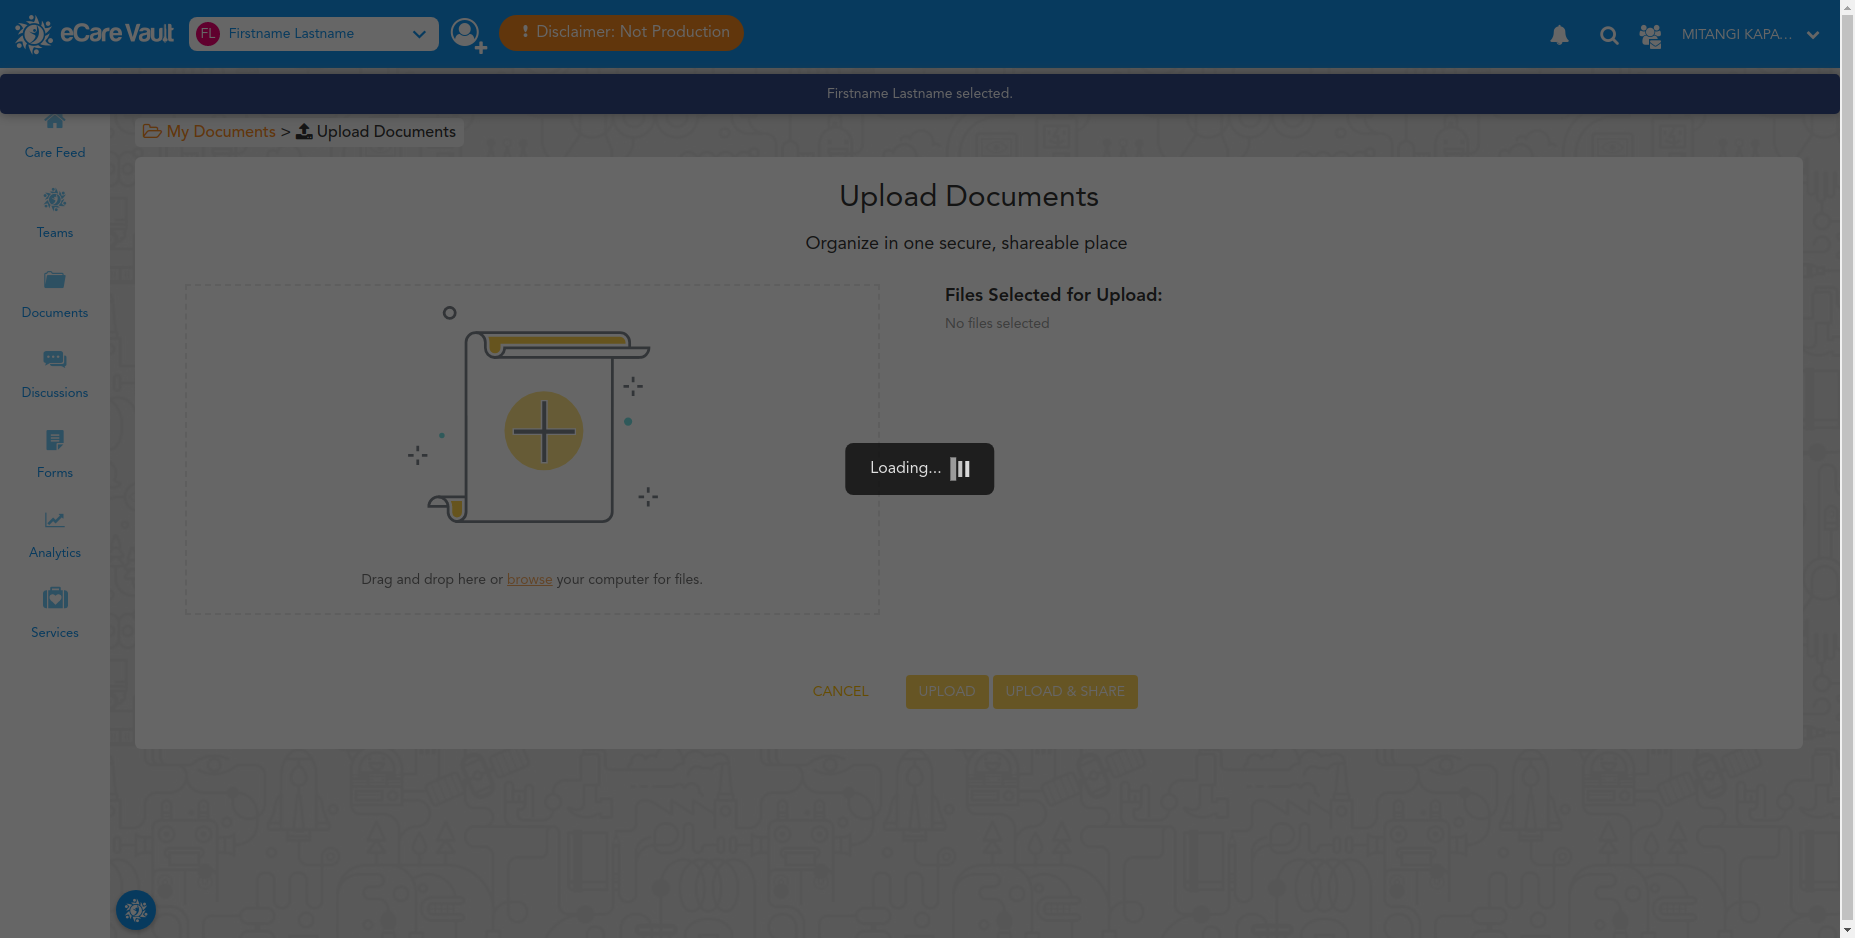 eCare Vault
FL Firstname Lastname
! Disclaimer: Not Production
MITANGI KAPA...
Firstname Lastname selected.
My Documents > Upload Documents
Care Feed
Teams
Documents
Discussions
Forms
Analytics
Services
Upload Documents
Organize in one secure, shareable place
Files Selected for Upload:
No files selected
Loading...
Drag and drop here or browse your computer for files.
CANCEL
UPLOAD
UPLOAD & SHARE